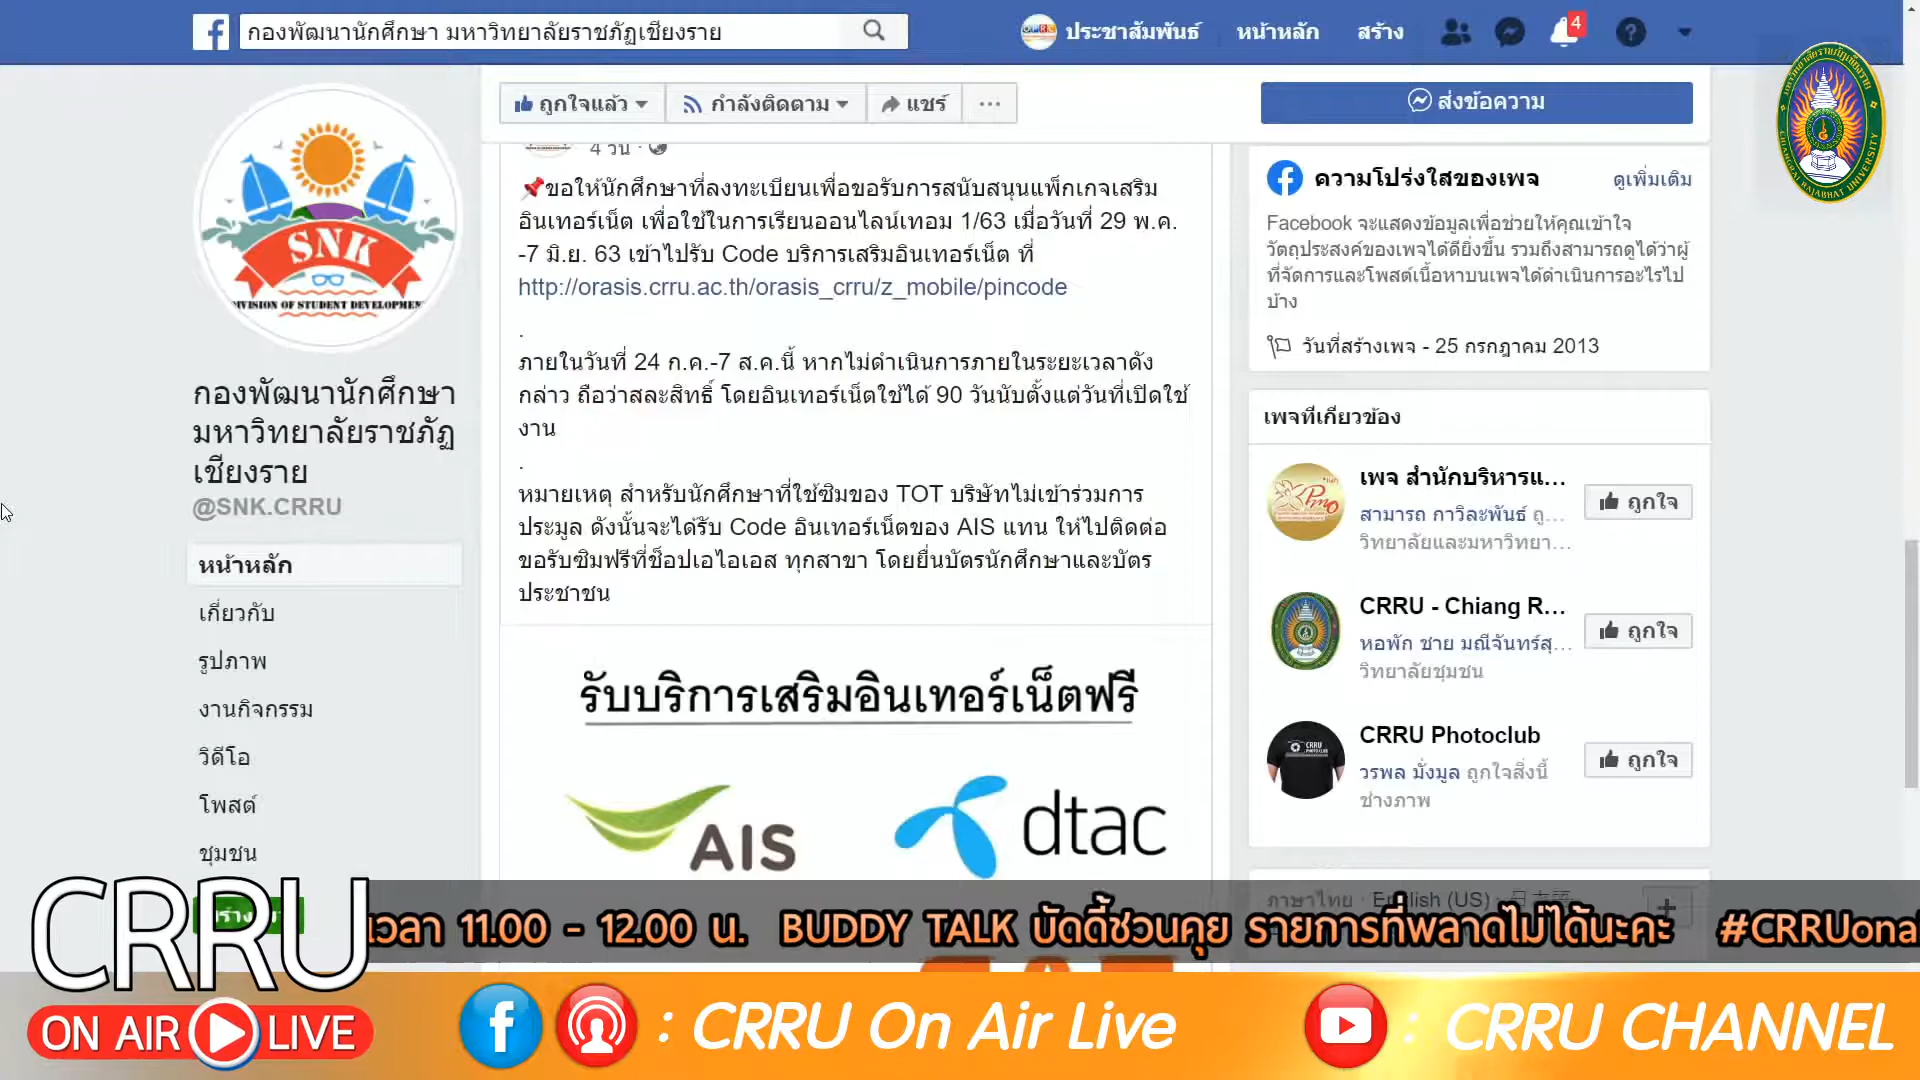 กองพัฒนานักศึกษา มหาวิทยาลัยราชภัฏเชียงราย
ประชาสัมพันธ์
หน้าหลัก
สร้าง
4
ถูกใจแล้ว
กำลังติดตาม
แชร์
ส่งข้อความ
SNK
DIVISION OF STUDENT DEVELOPMENT
กองพัฒนานักศึกษา
มหาวิทยาลัยราชภัฏ
เชียงราย
@SNK.CRRU
หน้าหลัก
เกี่ยวกับ
รูปภาพ
งานกิจกรรม
วิดีโอ
โพสต์
ชุมชน
4 วัน ·
📌ขอให้นักศึกษาที่ลงทะเบียนเพื่อขอรับการสนับสนุนแพ็กเกจเสริม
อินเทอร์เน็ต เพื่อใช้ในการเรียนออนไลน์เทอม 1/63 เมื่อวันที่ 29 พ.ค.
-7 มิ.ย. 63 เข้าไปรับ Code บริการเสริมอินเทอร์เน็ต ที่
http://orasis.crru.ac.th/orasis_crru/z_mobile/pincode
.
ภายในวันที่ 24 ก.ค.-7 ส.ค.นี้ หากไม่ดำเนินการภายในระยะเวลาดัง
กล่าว ถือว่าสละสิทธิ์ โดยอินเทอร์เน็ตใช้ได้ 90 วันนับตั้งแต่วันที่เปิดใช้
งาน
.
หมายเหตุ สำหรับนักศึกษาที่ใช้ซิมของ TOT บริษัทไม่เข้าร่วมการ
ประมูล ดังนั้นจะได้รับ Code อินเทอร์เน็ตของ AIS แทน ให้ไปติดต่อ
ขอรับซิมฟรีที่ช็อปเอไอเอส ทุกสาขา โดยยื่นบัตรนักศึกษาและบัตร
ประชาชน
รับบริการเสริมอินเทอร์เน็ตฟรี
AIS
dtac
ความโปร่งใสของเพจ
ดูเพิ่มเติม
Facebook จะแสดงข้อมูลเพื่อช่วยให้คุณเข้าใจ
วัตถุประสงค์ของเพจได้ดียิ่งขึ้น รวมถึงสามารถดูได้ว่าผู้
ที่จัดการและโพสต์เนื้อหาบนเพจได้ดำเนินการอะไรไป
บ้าง
วันที่สร้างเพจ - 25 กรกฎาคม 2013
เพจที่เกี่ยวข้อง
เพจ สำนักบริหารแ...
สามารถ กาวิละพันธ์ ถู...
วิทยาลัยและมหาวิทยา...
ถูกใจ
CRRU - Chiang R...
หอพัก ชาย มณีจันทร์สุ...
วิทยาลัยชุมชน
ถูกใจ
CRRU Photoclub
วรพล มั่งมูล ถูกใจสิ่งนี้
ช่างภาพ
ถูกใจ
ภาษาไทย · English (US) · 日本語
มหาวิทยาลัยราชภัฏเชียงราย
CHIANGRAI RAJABHAT UNIVERSITY
เวลา 11.00 - 12.00 น. BUDDY TALK บัดดี้ชวนคุย รายการที่พลาดไม่ได้นะคะ #CRRUona
CRRU
ON AIR LIVE
: CRRU On Air Live
: CRRU CHANNEL